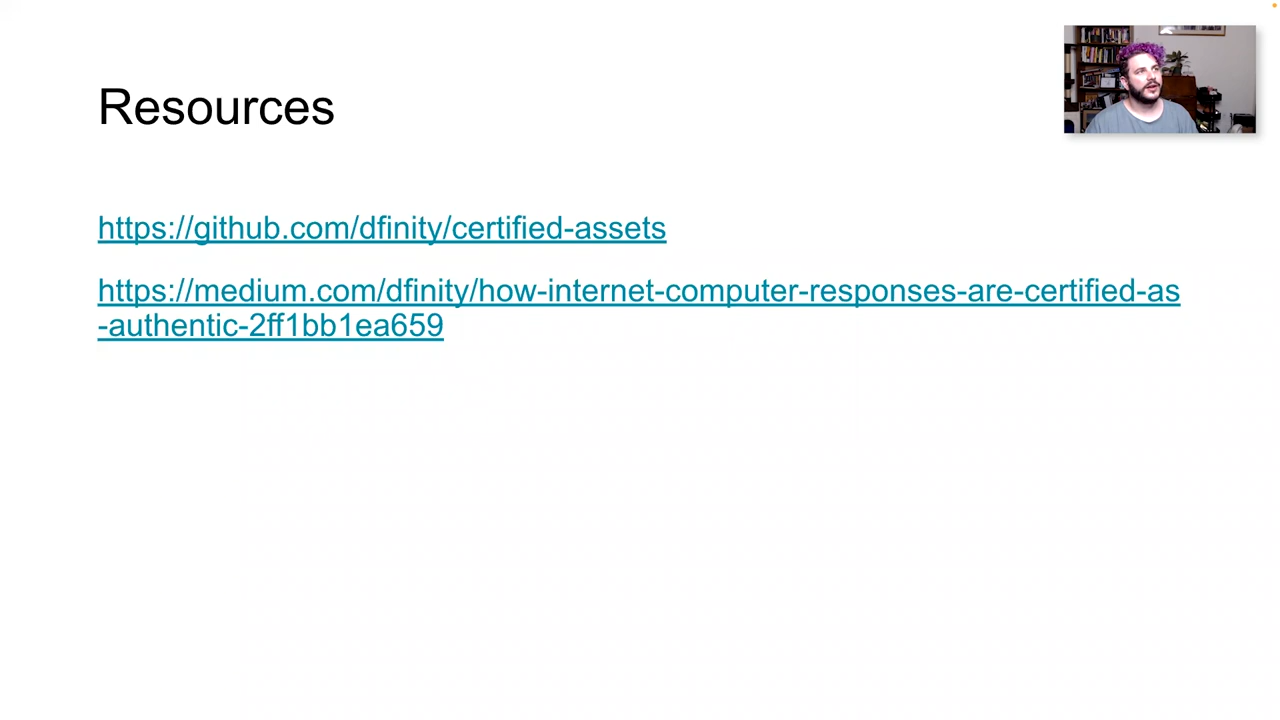 Resources
https://github.com/dfinity/certified-assets
https://medium.com/dfinity/how-internet-computer-responses-are-certified-as
-authentic-2ff1bb1ea659